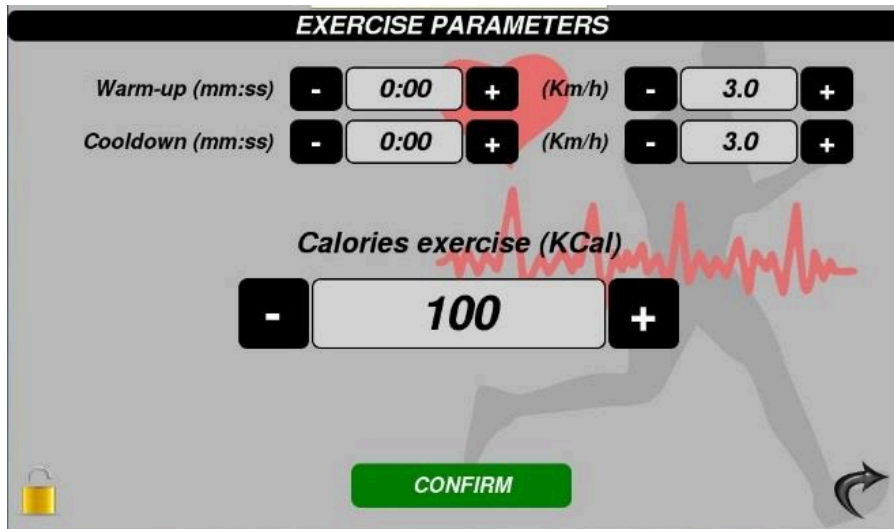 EXERCISE PARAMETERS
Warm-up (mm:ss) - 0:00 + (Km/h) - 3.0 +
Cooldown (mm:ss) - 0:00 + (Km/h) - 3.0 +
Calories exercise (KCal)
- 100 +
CONFIRM